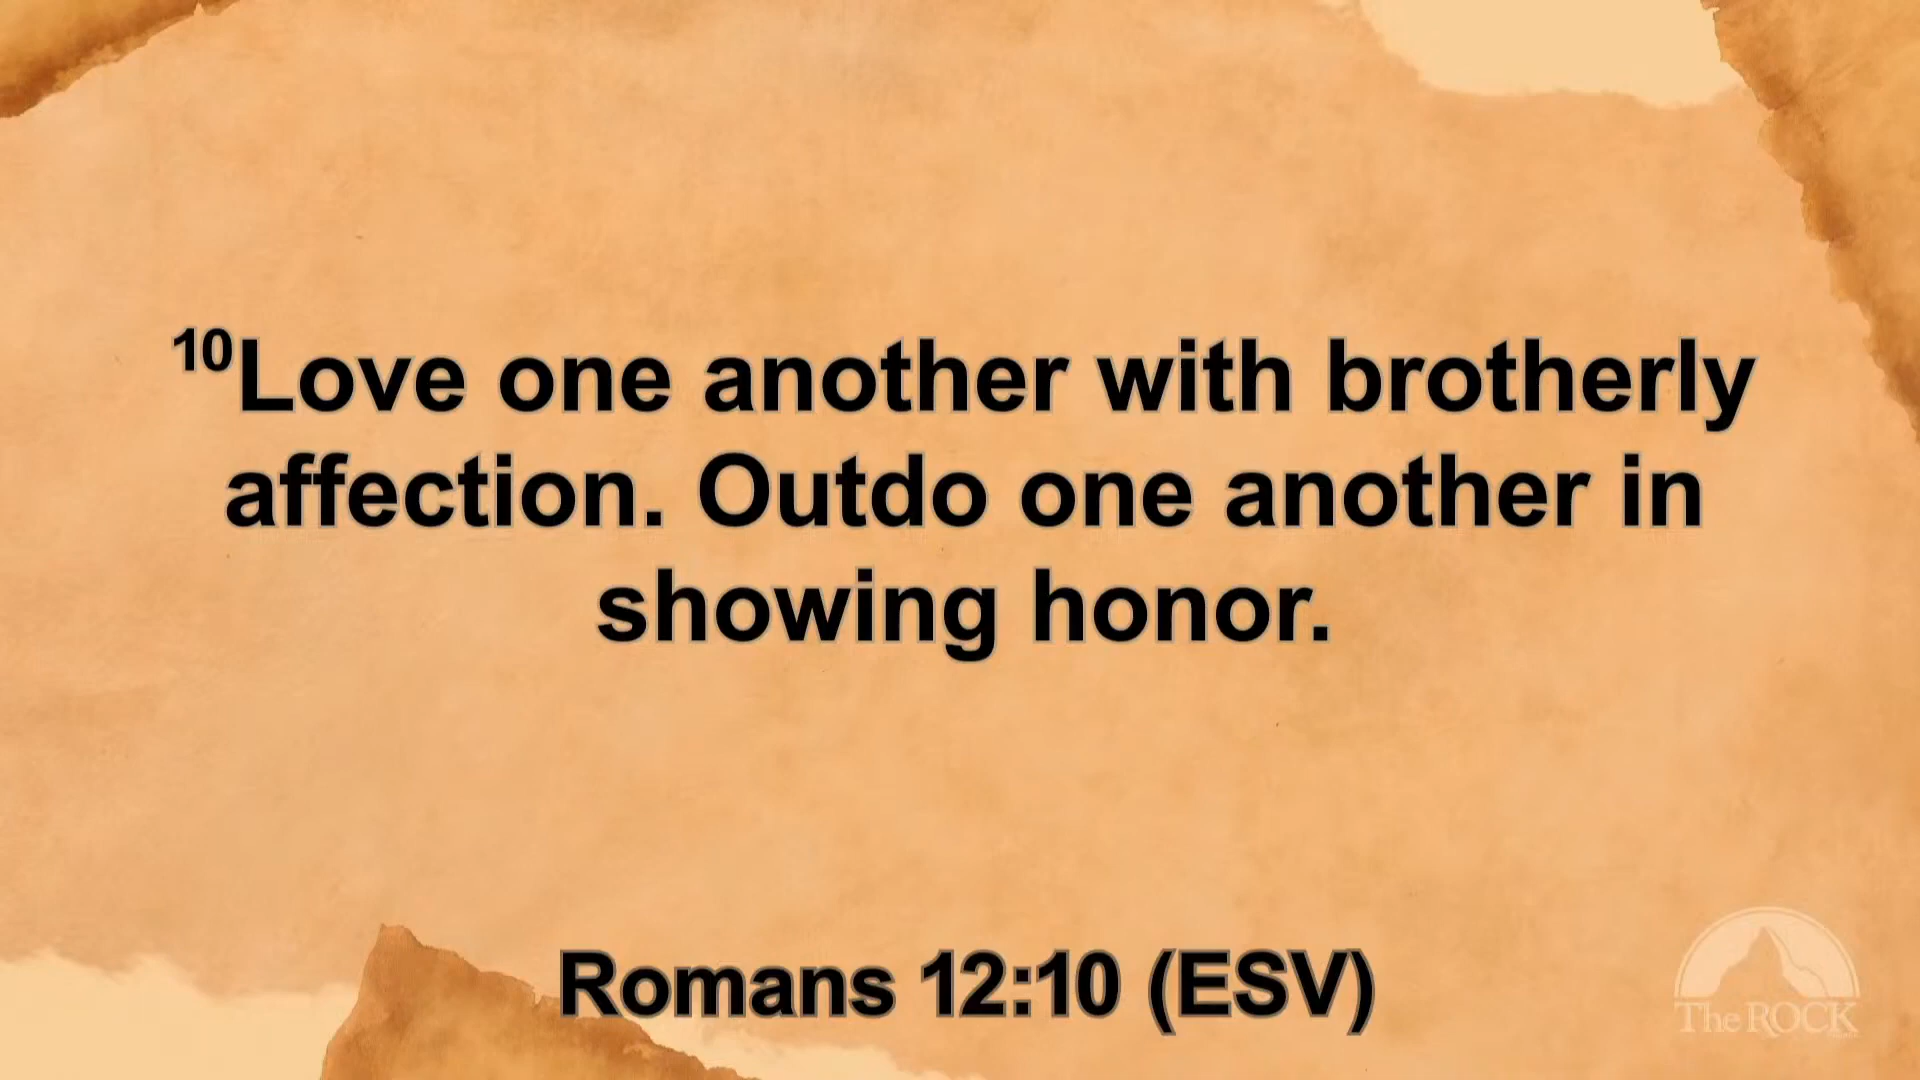 10Love one another with brotherly
affection. Outdo one another in
showing honor.
Romans 12:10 (ESV)
The ROCK